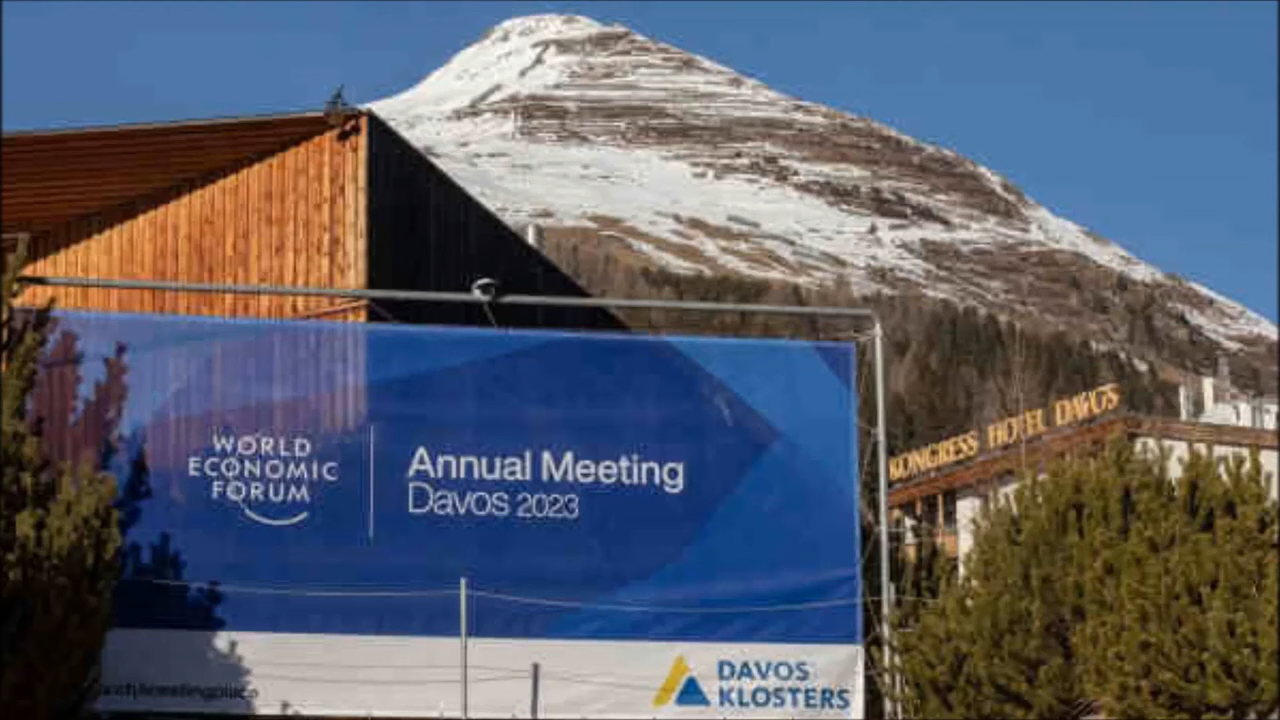 WORLD
ECONOMIC
FORUM
Annual Meeting
Davos 2023
KONGRESS HOTEL DAVOS
DAVOS
KLOSTERS